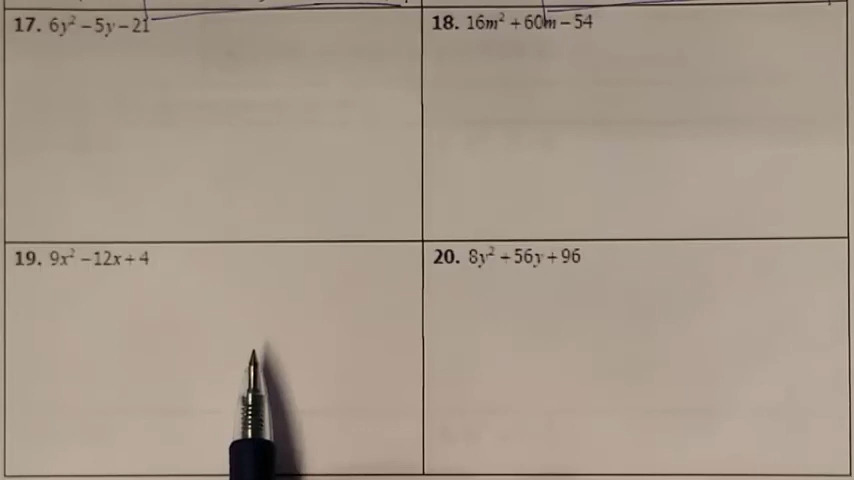 17. 6y² − 5y − 21
18. 16m² + 60m − 54
19. 9x² − 12x + 4
20. 8y² + 56y + 96